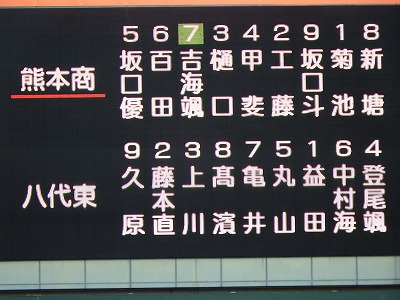 5 6 7 3 4 2 9 1 8
熊本商
坂口優 百田 吉海颯 樋口 甲斐 工藤 坂口斗 菊池 新塘
9 2 3 8 7 5 1 6 4
八代東
久原 藤本直 上川 髙濱 亀井 丸山 益田 中村海 登尾颯